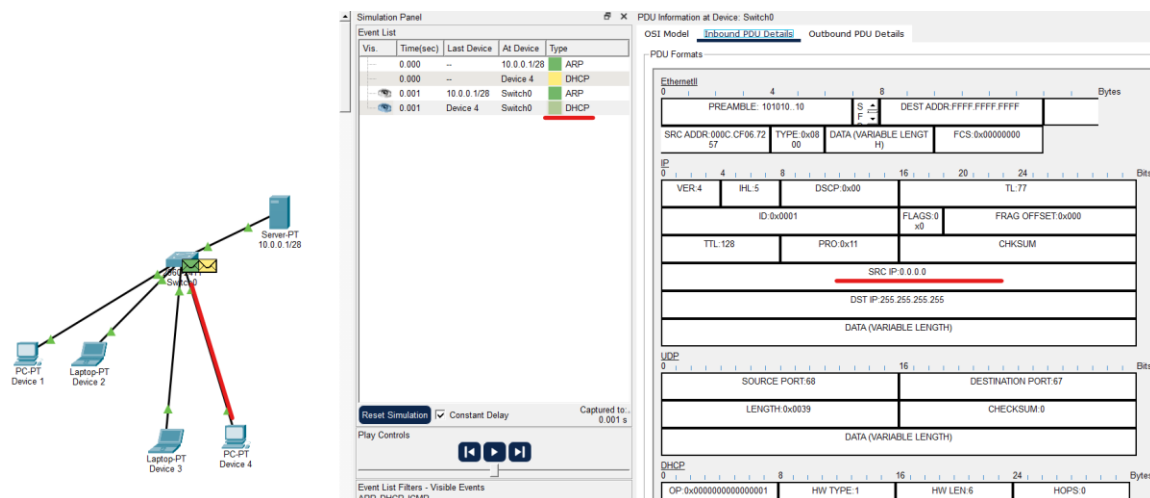 Simulation Panel
Event List
Vis. Time(sec) Last Device At Device Type
0.000 -- 10.0.0.1/28 ARP
0.000 -- Device 4 DHCP
0.001 10.0.0.1/28 Switch0 ARP
0.001 Device 4 Switch0 DHCP
Reset Simulation Constant Delay Captured to:
0.001 s
Play Controls
Event List Filters - Visible Events
ARP, DHCP, ICMP
Server-PT
10.0.0.1/28
Switch0
PC-PT
Device 1
Laptop-PT
Device 2
Laptop-PT
Device 3
PC-PT
Device 4
PDU Information at Device: Switch0
OSI Model Inbound PDU Details Outbound PDU Details
PDU Formats
EthernetII
0 4 8 Bytes
PREAMBLE: 101010..10 S F DEST ADDR:FFFF.FFFF.FFFF
SRC ADDR:000C.CF06.72 TYPE:0x08 DATA (VARIABLE LENGT FCS:0x00000000
57 00 H)
IP
0 4 8 16 20 24 Bits
VER:4 IHL:5 DSCP:0x00 TL:77
ID:0x0001 FLAGS:0 FRAG OFFSET:0x000
x0
TTL:128 PRO:0x11 CHKSUM
SRC IP:0.0.0.0
DST IP:255.255.255.255
DATA (VARIABLE LENGTH)
UDP
0 16 Bits
SOURCE PORT:68 DESTINATION PORT:67
LENGTH:0x0039 CHECKSUM:0
DATA (VARIABLE LENGTH)
DHCP
0 8 16 24 Bits
OP:0x0000000000000001 HW TYPE:1 HW LEN:6 HOPS:0